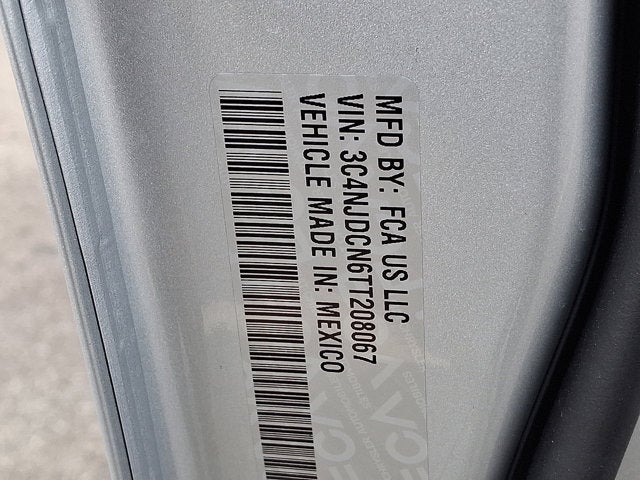 MFD BY: FCA US LLC
VIN: 3C4NJDCN6TT208067
VEHICLE MADE IN: MEXICO